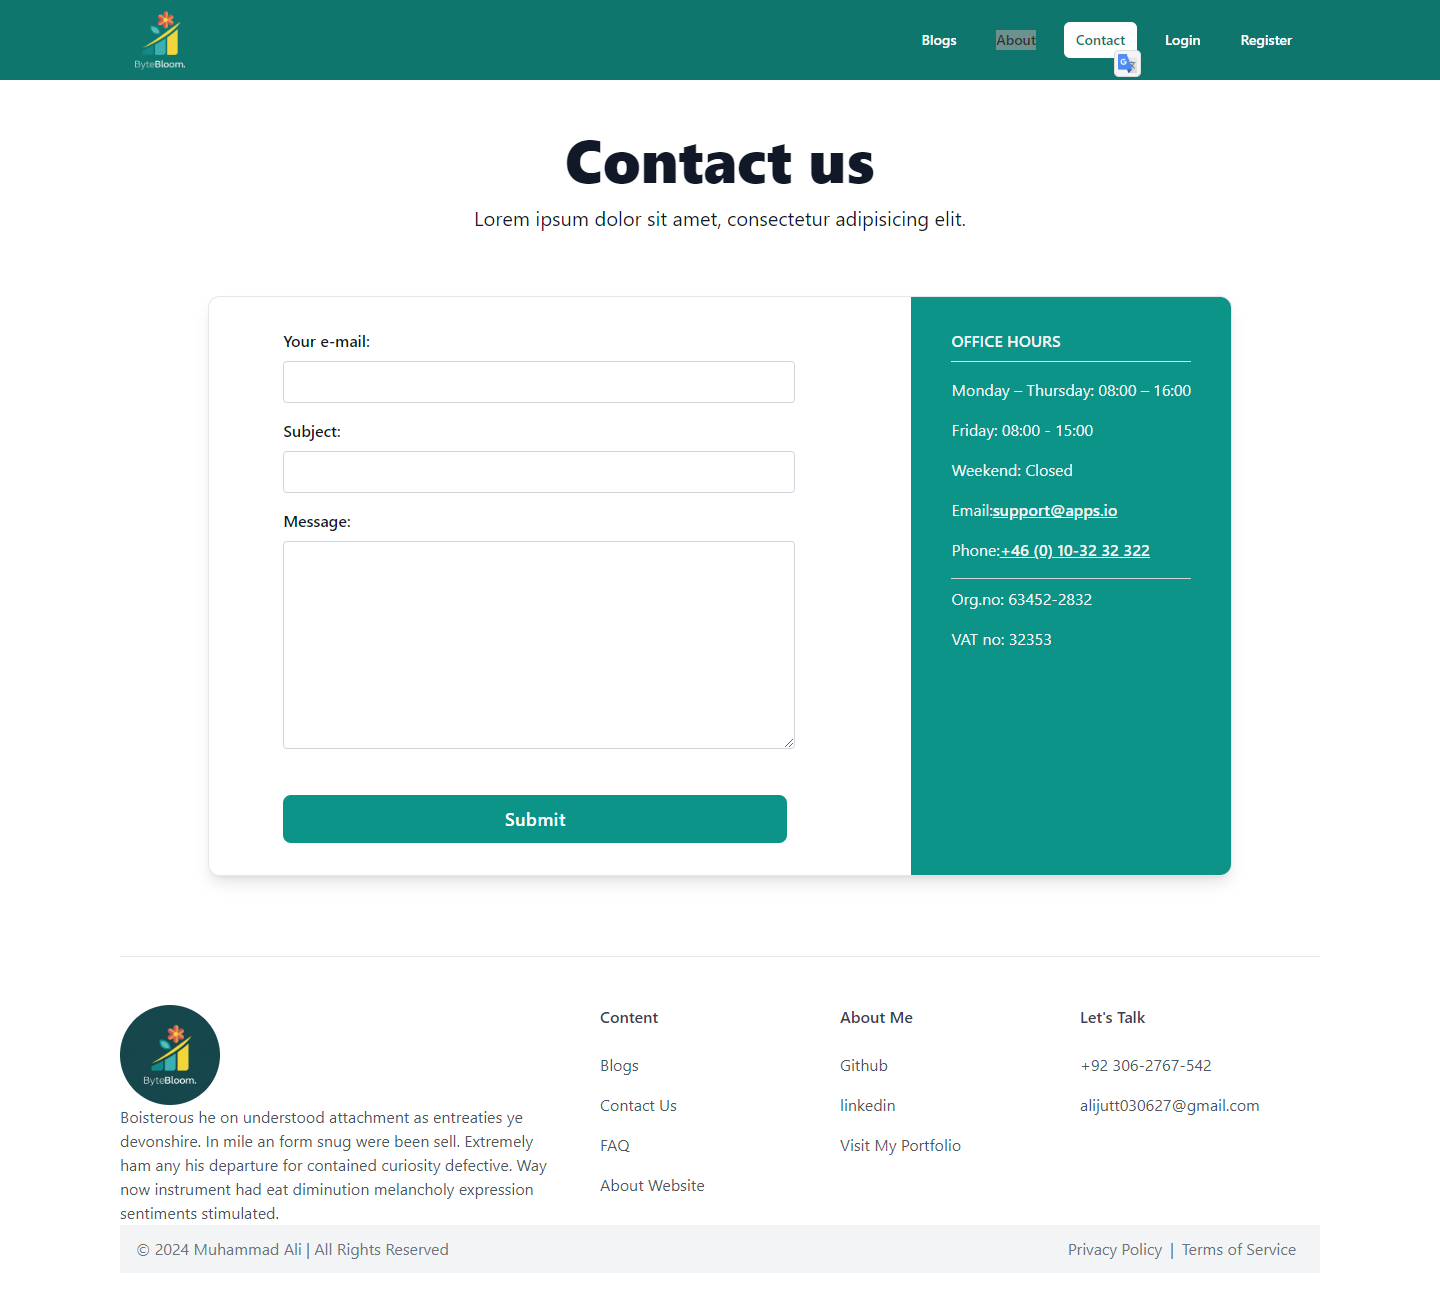 ByteBloom.
Blogs
About
Contact
Login
Register
Contact us
Lorem ipsum dolor sit amet, consectetur adipisicing elit.
Your e-mail:
Subject:
Message:
Submit
OFFICE HOURS
Monday – Thursday: 08:00 – 16:00
Friday: 08:00 - 15:00
Weekend: Closed
Email:support@apps.io
Phone:+46 (0) 10-32 32 322
Org.no: 63452-2832
VAT no: 32353
ByteBloom.
Boisterous he on understood attachment as entreaties ye
devonshire. In mile an form snug were been sell. Extremely
ham any his departure for contained curiosity defective. Way
now instrument had eat diminution melancholy expression
sentiments stimulated.
Content
Blogs
Contact Us
FAQ
About Website
About Me
Github
linkedin
Visit My Portfolio
Let's Talk
+92 306-2767-542
alijutt030627@gmail.com
© 2024 Muhammad Ali | All Rights Reserved
Privacy Policy | Terms of Service